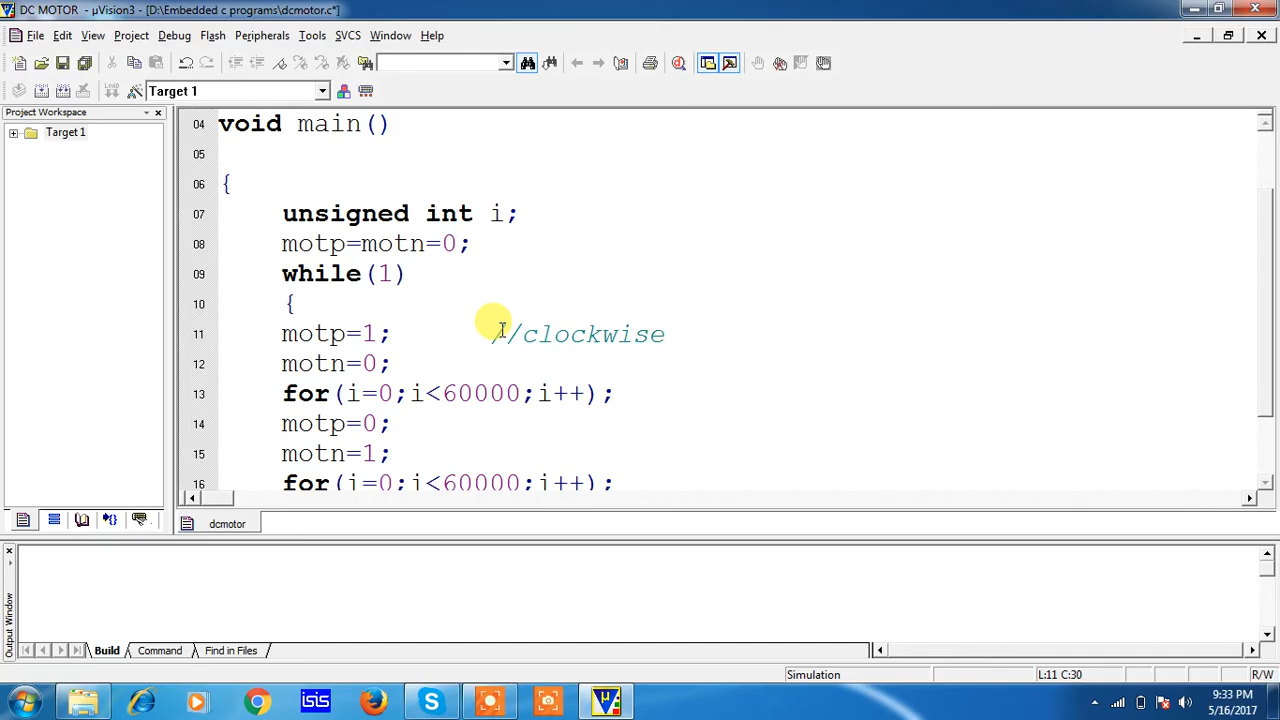 DC MOTOR - µVision3 - [D:\Embedded c programs\dcmotor.c*]
File Edit View Project Debug Flash Peripherals Tools SVCS Window Help
Target 1
Project Workspace
Target 1
04 void main()
05
06 {
07 unsigned int i;
08 motp=motn=0;
09 while(1)
10 {
11 motp=1; //clockwise
12 motn=0;
13 for(i=0;i<60000;i++);
14 motp=0;
15 motn=1;
16 for(i=0;i<60000;i++);
dcmotor
Output Window
Build Command Find in Files
Simulation L:11 C:30 R/W
isis
S
9:33 PM
5/16/2017